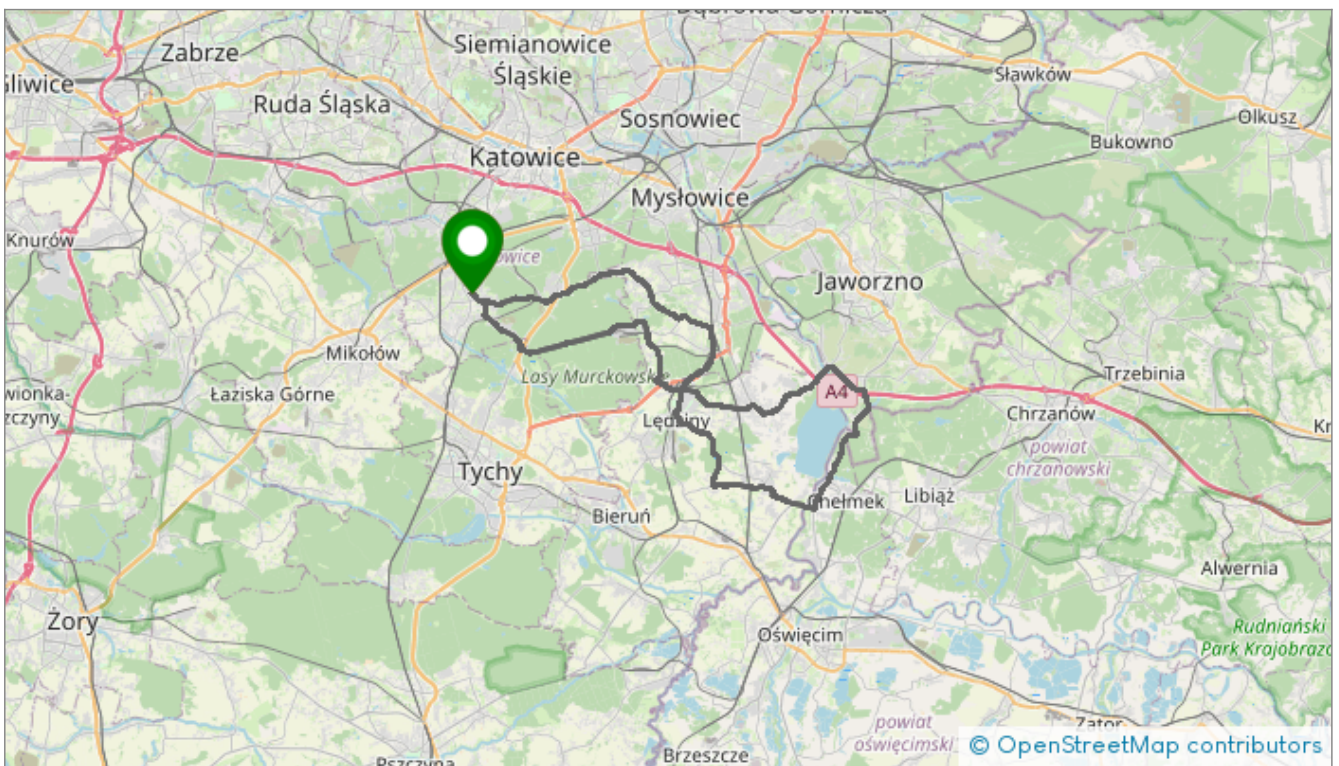 Dąbrowa Górnicza
Zabrze
Siemianowice
Śląskie
Sławków
Gliwice
Ruda Śląska
Sosnowiec
Olkusz
Bukowno
Katowice
Mysłowice
Knurów
Jaworzno
Mikołów
Lasy Murckowskie
Trzebinia
Łaziska Górne
A4
Chrzanów
Lędziny
powiat
chrzanowski
Tychy
Chełmek
Libiąż
Bieruń
Alwernia
Żory
Oświęcim
Rudniański
Park Krajobrazo
powiat
oświęcimski
Zator
Brzeszcze
Pszczyna
© OpenStreetMap contributors